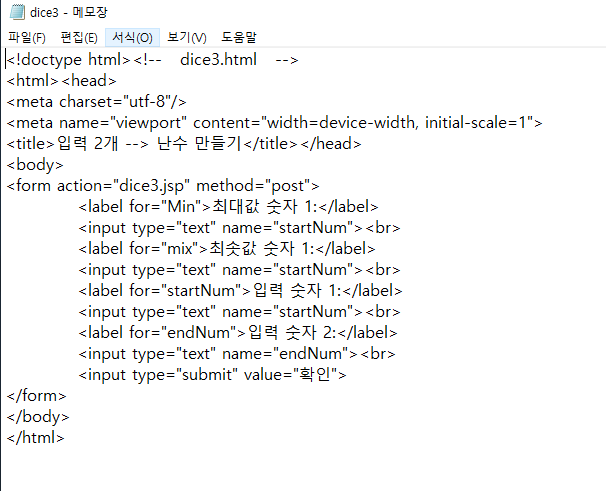 dice3 - 메모장
파일(F) 편집(E) 서식(O) 보기(V) 도움말
<!doctype html><!--  dice3.html  -->
<html><head>
<meta charset="utf-8"/>
<meta name="viewport" content="width=device-width, initial-scale=1">
<title>입력 2개 --> 난수 만들기</title></head>
<body>
<form action="dice3.jsp" method="post">
<label for="Min">최대값 숫자 1:</label>
<input type="text" name="startNum"><br>
<label for="mix">최솟값 숫자 1:</label>
<input type="text" name="startNum"><br>
<label for="startNum">입력 숫자 1:</label>
<input type="text" name="startNum"><br>
<label for="endNum">입력 숫자 2:</label>
<input type="text" name="endNum"><br>
<input type="submit" value="확인">
</form>
</body>
</html>